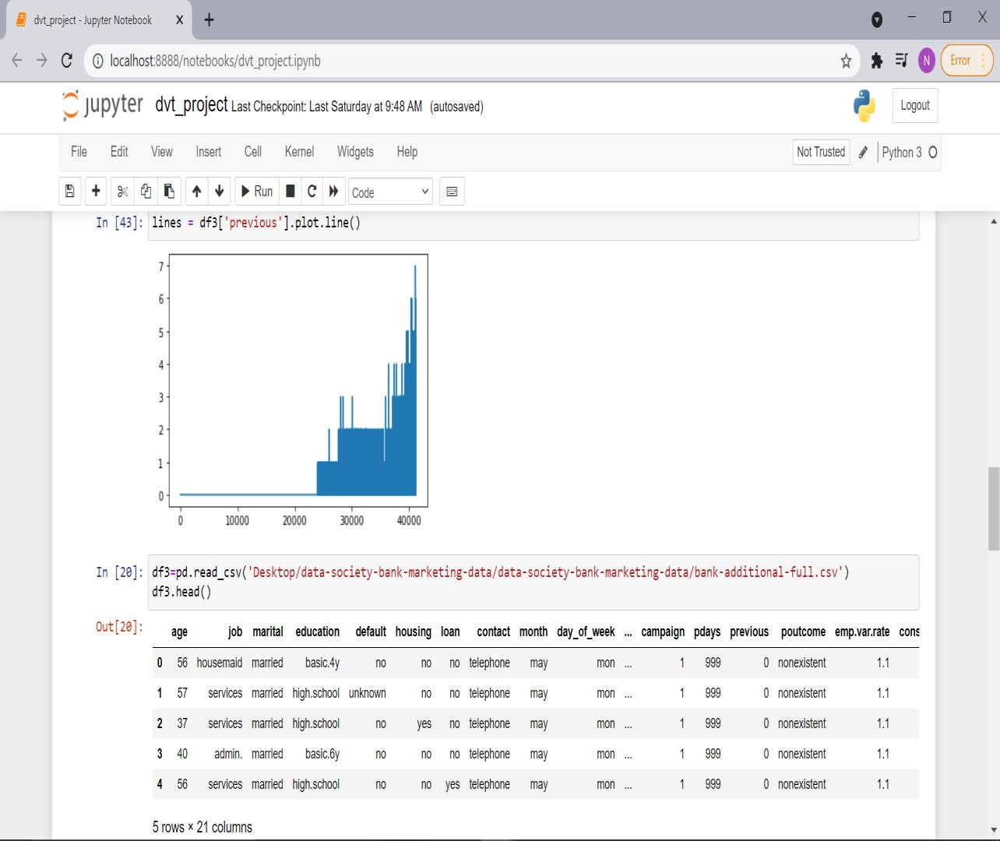 dvt_project - Jupyter Notebook X +
localhost:8888/notebooks/dvt_project.ipynb N Error
jupyter dvt_project Last Checkpoint: Last Saturday at 9:48 AM (autosaved) Logout
File Edit View Insert Cell Kernel Widgets Help Not Trusted Python 3
Run Code
In [43]: lines = df3['previous'].plot.line()
7
6
5
4
3
2
1
0
0 10000 20000 30000 40000
In [20]: df3=pd.read_csv('Desktop/data-society-bank-marketing-data/data-society-bank-marketing-data/bank-additional-full.csv')
df3.head()
Out[20]:
age job marital education default housing loan contact month day_of_week ... campaign pdays previous poutcome emp.var.rate cons
0 56 housemaid married basic.4y no no no telephone may mon ... 1 999 0 nonexistent 1.1
1 57 services married high.school unknown no no telephone may mon ... 1 999 0 nonexistent 1.1
2 37 services married high.school no yes no telephone may mon ... 1 999 0 nonexistent 1.1
3 40 admin. married basic.6y no no no telephone may mon ... 1 999 0 nonexistent 1.1
4 56 services married high.school no no yes telephone may mon ... 1 999 0 nonexistent 1.1
5 rows × 21 columns